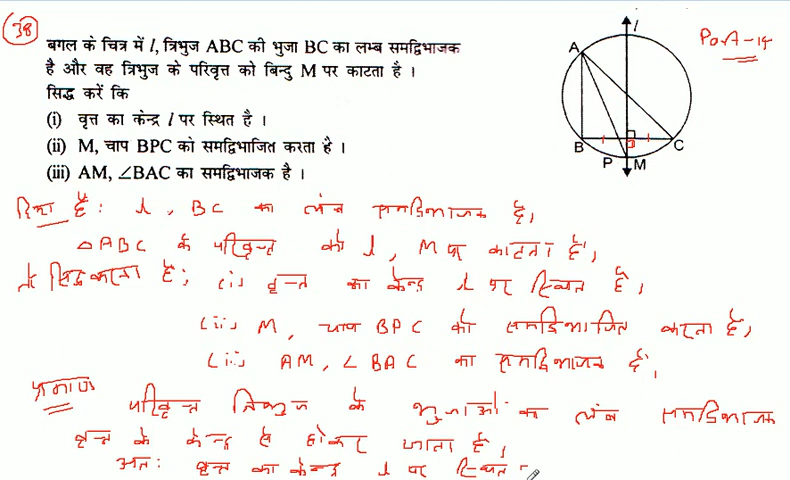 38
बगल के चित्र में l, त्रिभुज ABC की भुजा BC का लम्ब समद्विभाजक
है और वह त्रिभुज के परिवृत्त को बिन्दु M पर काटता है ।
सिद्ध करें कि
(i) वृत्त का केन्द्र l पर स्थित है ।
(ii) M, चाप BPC को समद्विभाजित करता है ।
(iii) AM, ∠BAC का समद्विभाजक है ।
l
A
B
P
M
C
Part-14
दिया है: l, BC का लंब समद्विभाजक है,
△ABC के परिवृत्त को l, M पर काटता है,
तो सिद्ध करना है; (i) वृत्त का केन्द्र l पर स्थित है,
(ii) M, चाप BPC को समद्विभाजित करता है,
(iii) AM, ∠BAC का समद्विभाजक है,
प्रमाण
परिवृत्त त्रिभुज के भुजाओं का लंब समद्विभाजक
वृत्त के केन्द्र से होकर जाता है,
अतः वृत्त का केन्द्र l पर स्थित